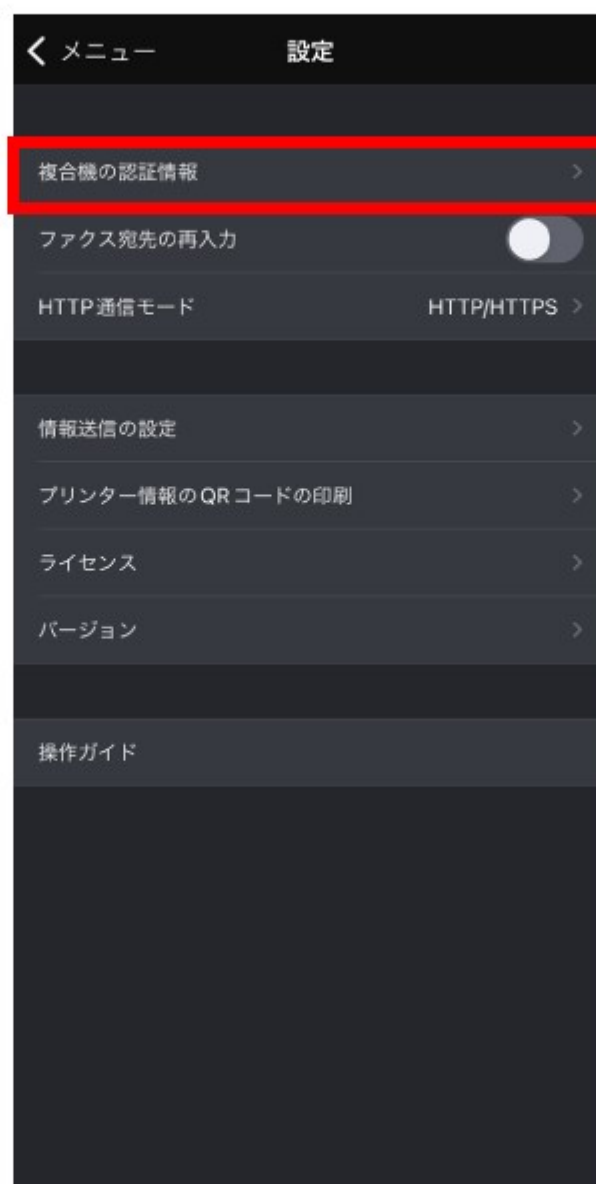 メニュー 設定
複合機の認証情報
ファクス宛先の再入力
HTTP通信モード HTTP/HTTPS
情報送信の設定
プリンター情報のQRコードの印刷
ライセンス
バージョン
操作ガイド